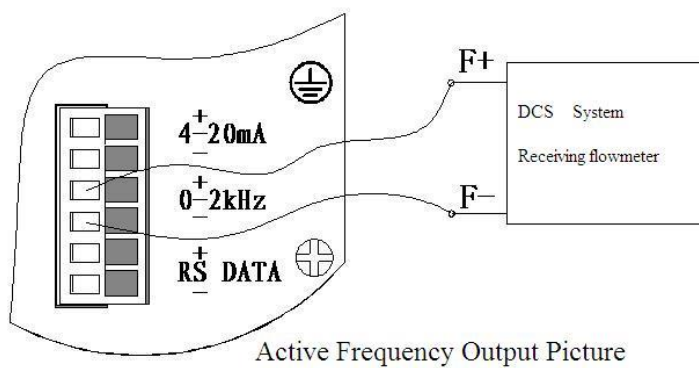 F+
DCS System
+
4-20mA
−
Receiving flowmeter
+
0-2kHz
−
F−
+
RS DATA
−
Active Frequency Output Picture